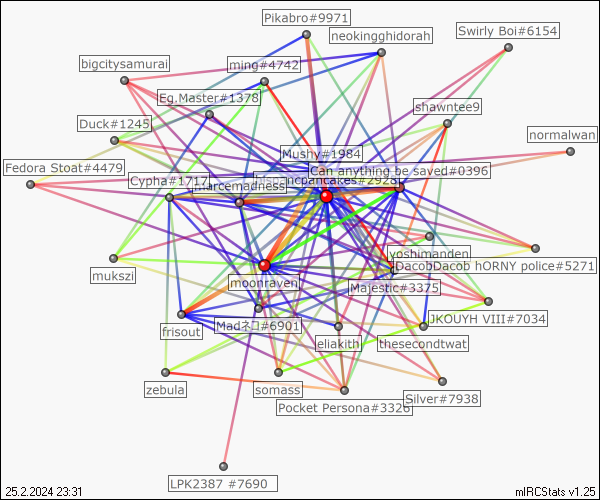 Pikabro#9971
neokingghidorah
Swirly Boi#6154
bigcitysamurai
ming#4742
Eg.Master#1378
shawntee9
Duck#1245
normalwan
Mushy#1984
Fedora Stoat#4479
Can anything be saved#0396
Cypha#1717
marcemadness
yoshimanden
DacobDacob hORNY police#5271
mukszi
moonraven
Majestic#3375
JKOUYH VIII#7034
frisout
Madネコ#6901
eliakith
thesecondtwat
zebula
somass
Pocket Persona#3326
Silver#7938
LPK2387 #7690
25.2.2024 23:31
mIRCStats v1.25